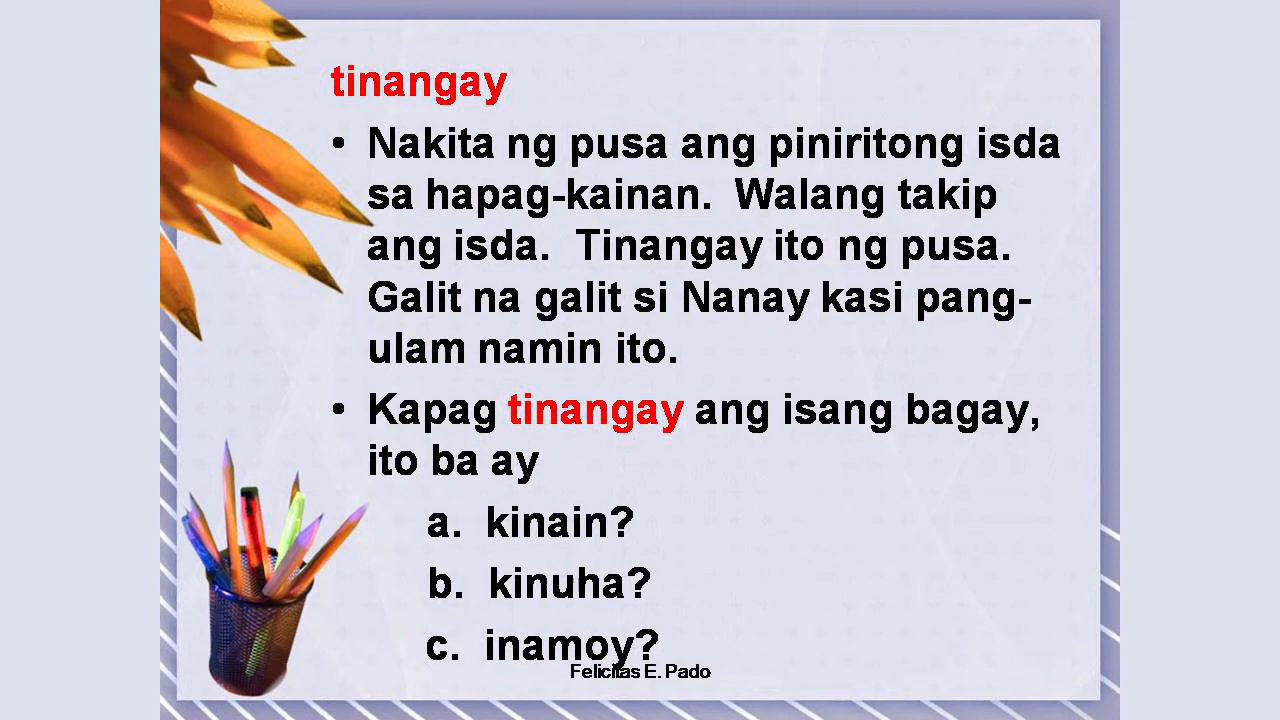 tinangay
• Nakita ng pusa ang piniritong isda
sa hapag-kainan.  Walang takip
ang isda.  Tinangay ito ng pusa.
Galit na galit si Nanay kasi pang-
ulam namin ito.
• Kapag tinangay ang isang bagay,
ito ba ay
a.  kinain?
b.  kinuha?
c.  inamoy?
Felicitas E. Pado